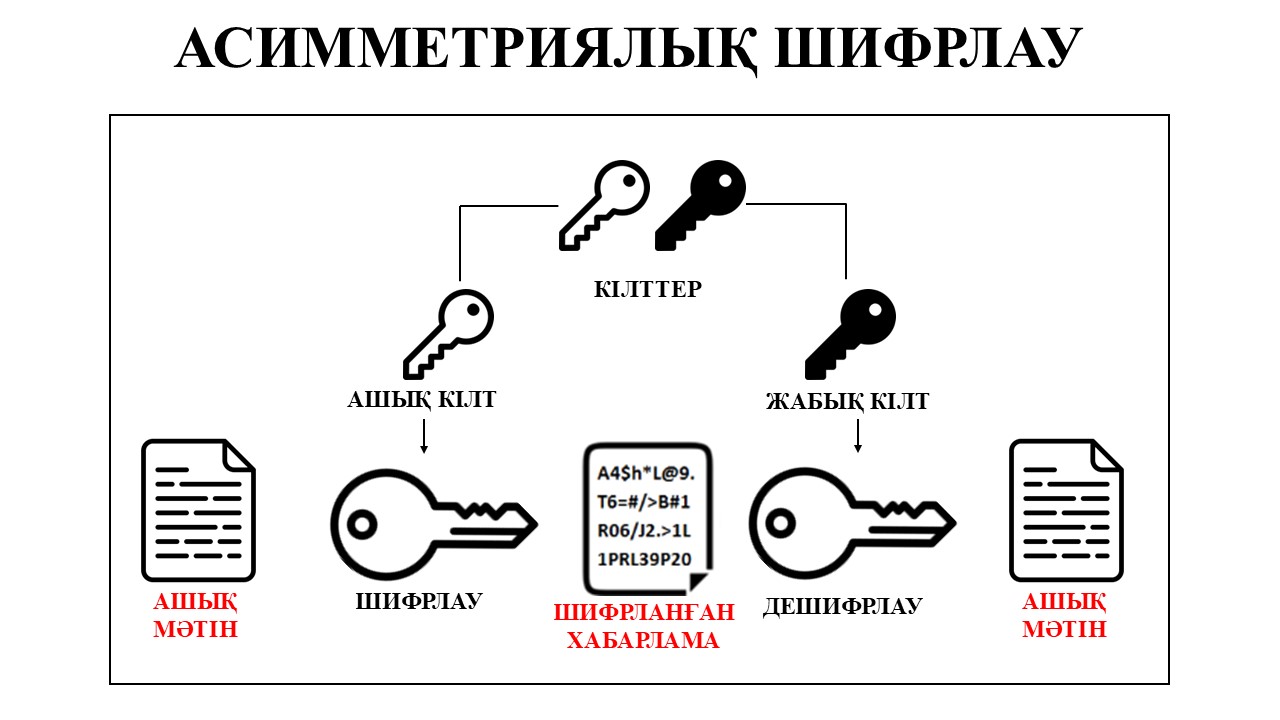 АСИММЕТРИЯЛЫҚ ШИФРЛАУ
КІЛТТЕР
АШЫҚ КІЛТ
ЖАБЫҚ КІЛТ
A4$h*L@9.
T6=#/>B#1
R06/J2.>1L
1PRL39P20
АШЫҚ
МӘТІН
ШИФРЛАУ
ШИФРЛАНҒАН
ХАБАРЛАМА
ДЕШИФРЛАУ
АШЫҚ
МӘТІН